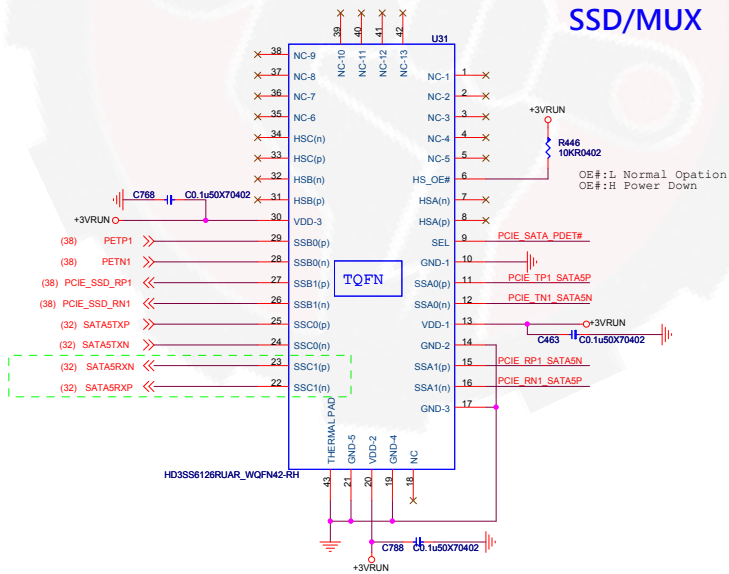 SSD/MUX
39
40
41
42
U31
NC-10
NC-11
NC-12
NC-13
38 NC-9
37 NC-8
36 NC-7
35 NC-6
34 HSC(n)
33 HSC(p)
32 HSB(n)
31 HSB(p)
30 VDD-3
29 SSB0(p)
28 SSB0(n)
27 SSB1(p)
26 SSB1(n)
25 SSC0(p)
24 SSC0(n)
23 SSC1(p)
22 SSC1(n)
NC-1 1
NC-2 2
NC-3 3
NC-4 4
NC-5 5
HS_OE# 6
HSA(n) 7
HSA(p) 8
SEL 9 PCIE_SATA_PDET#
GND-1 10
SSA0(p) 11 PCIE_TP1_SATA5P
SSA0(n) 12 PCIE_TN1_SATA5N
VDD-1 13 +3VRUN
C463 C0.1u50X70402
GND-2 14
SSA1(p) 15 PCIE_RP1_SATA5N
SSA1(n) 16 PCIE_RN1_SATA5P
GND-3 17
+3VRUN
R446
10KR0402
OE#:L Normal Opation
OE#:H Power Down
C768 C0.1u50X70402
+3VRUN
(38) PETP1
(38) PETN1
(38) PCIE_SSD_RP1
(38) PCIE_SSD_RN1
(32) SATA5TXP
(32) SATA5TXN
(32) SATA5RXN
(32) SATA5RXP
TQFN
THERMAL PAD
GND-5
VDD-2
GND-4
NC
HD3SS6126RUAR_WQFN42-RH
43
21
20
19
18
C788 C0.1u50X70402
+3VRUN